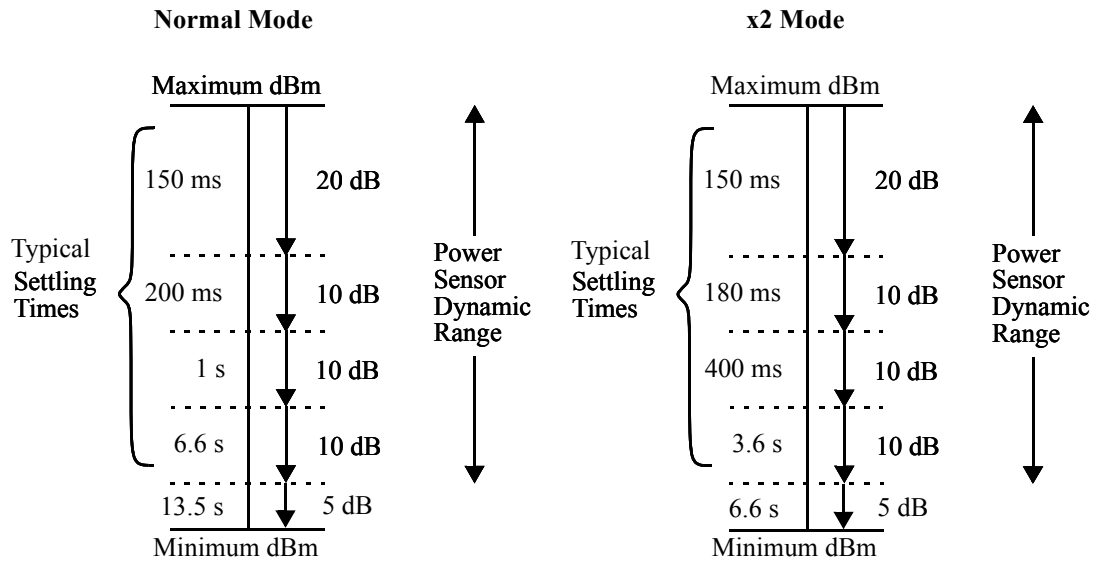 Normal Mode
Maximum dBm
150 ms
20 dB
Typical
Settling
Times
200 ms
10 dB
1 s
10 dB
6.6 s
10 dB
13.5 s
5 dB
Minimum dBm
Power
Sensor
Dynamic
Range
x2 Mode
Maximum dBm
150 ms
20 dB
Typical
Settling
Times
180 ms
10 dB
400 ms
10 dB
3.6 s
10 dB
6.6 s
5 dB
Minimum dBm
Power
Sensor
Dynamic
Range